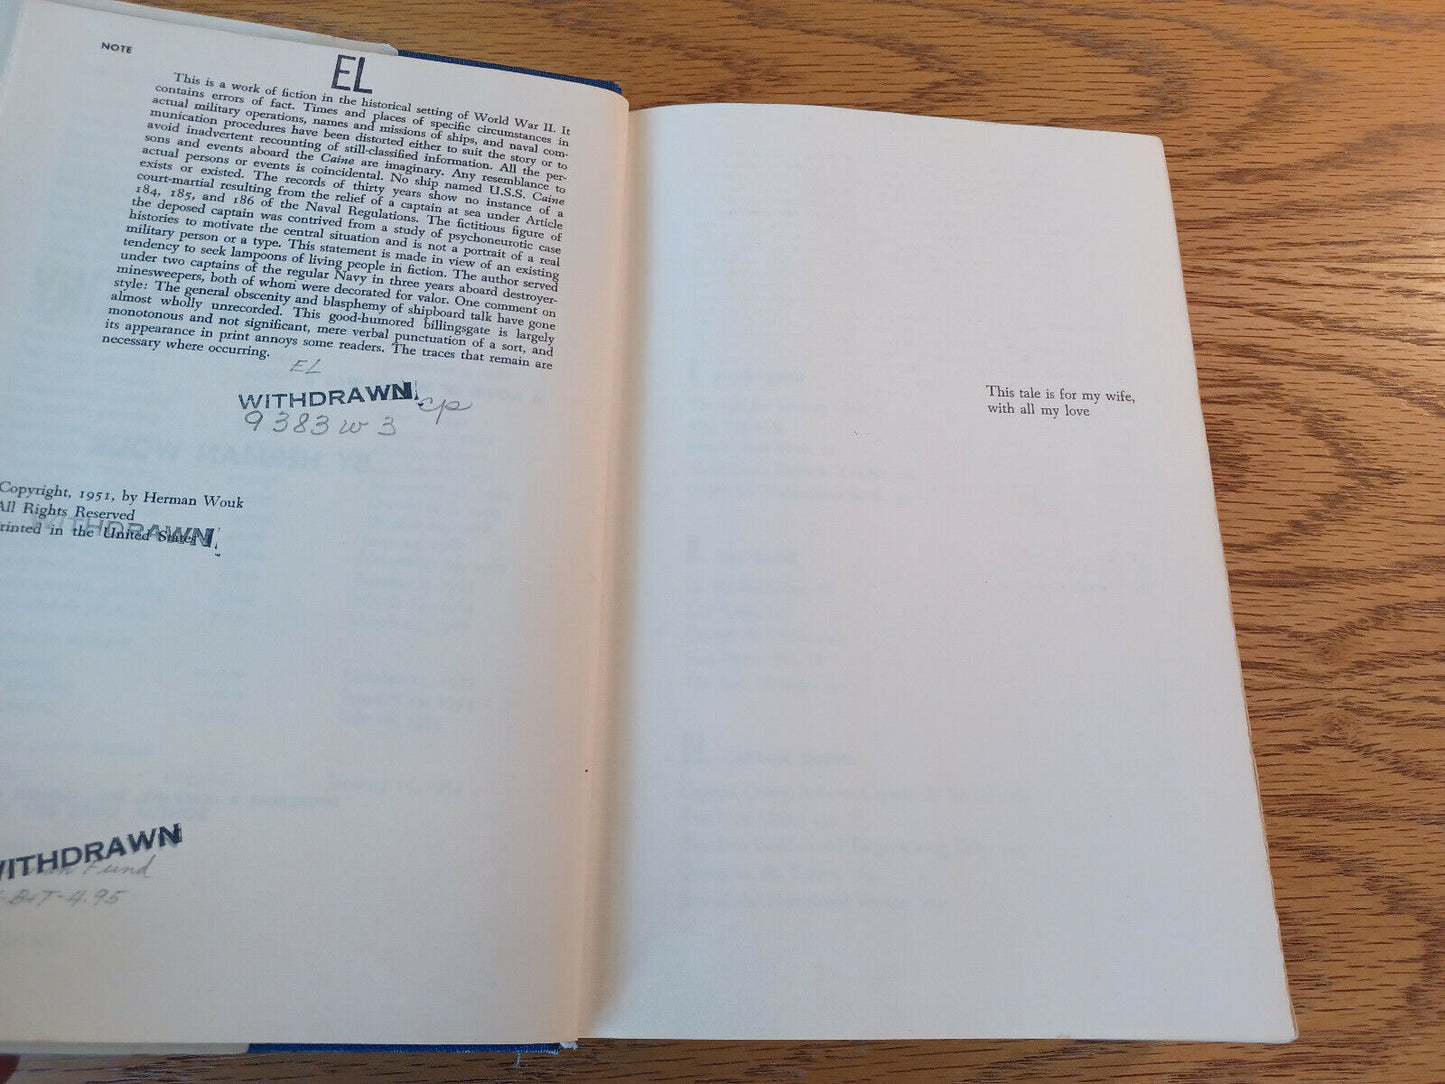 NOTE
EL
This is a work of fiction in the historical setting of World War II. It
contains errors of fact. Times and places of specific circumstances in
actual military operations, names and missions of ships, and naval com-
munication procedures have been distorted either to suit the story or to
avoid inadvertent recounting of still-classified information. All the per-
sons and events aboard the Caine are imaginary. Any resemblance to
actual persons or events is coincidental. No ship named U.S.S. Caine
exists or existed. The records of thirty years show no instance of a
court-martial resulting from the relief of a captain at sea under Article
184, 185, and 186 of the Naval Regulations. The fictitious figure of
the deposed captain was contrived from a study of psychoneurotic case
histories to motivate the central situation and is not a portrait of a real
military person or a type. This statement is made in view of an existing
tendency to seek lampoons of living people in fiction. The author served
under two captains of the regular Navy in three years aboard destroyer-
minesweepers, both of whom were decorated for valor. One comment on
style: The general obscenity and blasphemy of shipboard talk have gone
almost wholly unrecorded. This good-humored billingsgate is largely
monotonous and not significant, mere verbal punctuation of a sort, and
its appearance in print annoys some readers. The traces that remain are
necessary where occurring.
EL
WITHDRAWN
cp
9383w3
Copyright, 1951, by Herman Wouk
All Rights Reserved
Printed in the United States
WITHDRAWN
WITHDRAWN
Fund
B&T-4.95
This tale is for my wife,
with all my love